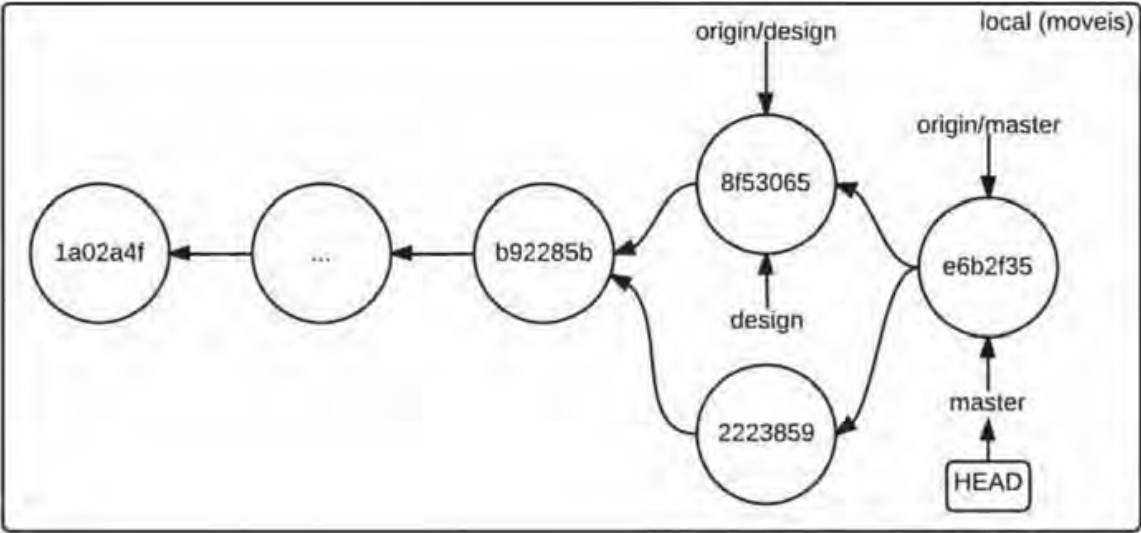 local (moveis)
origin/design
origin/master
8f53065
1a02a4f
...
b92285b
e6b2f35
design
master
2223859
HEAD